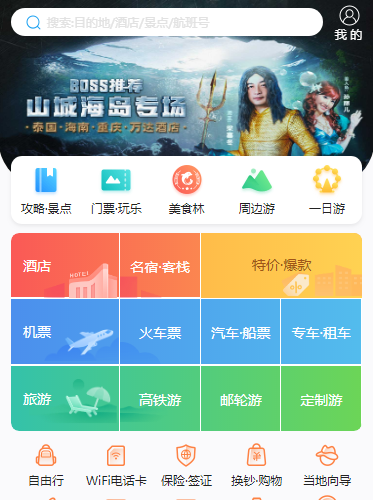 搜索:目的地/酒店/景点/航班号
我的
BOSS推荐
山城海岛专场
·泰国·海南·重庆·万达酒店·
攻略·景点
门票·玩乐
美食林
周边游
一日游
酒店
HOTEL
名宿·客栈
特价·爆款
机票
火车票
汽车·船票
专车·租车
旅游
高铁游
邮轮游
定制游
自由行
WiFi电话卡
保险·签证
换钞·购物
当地向导